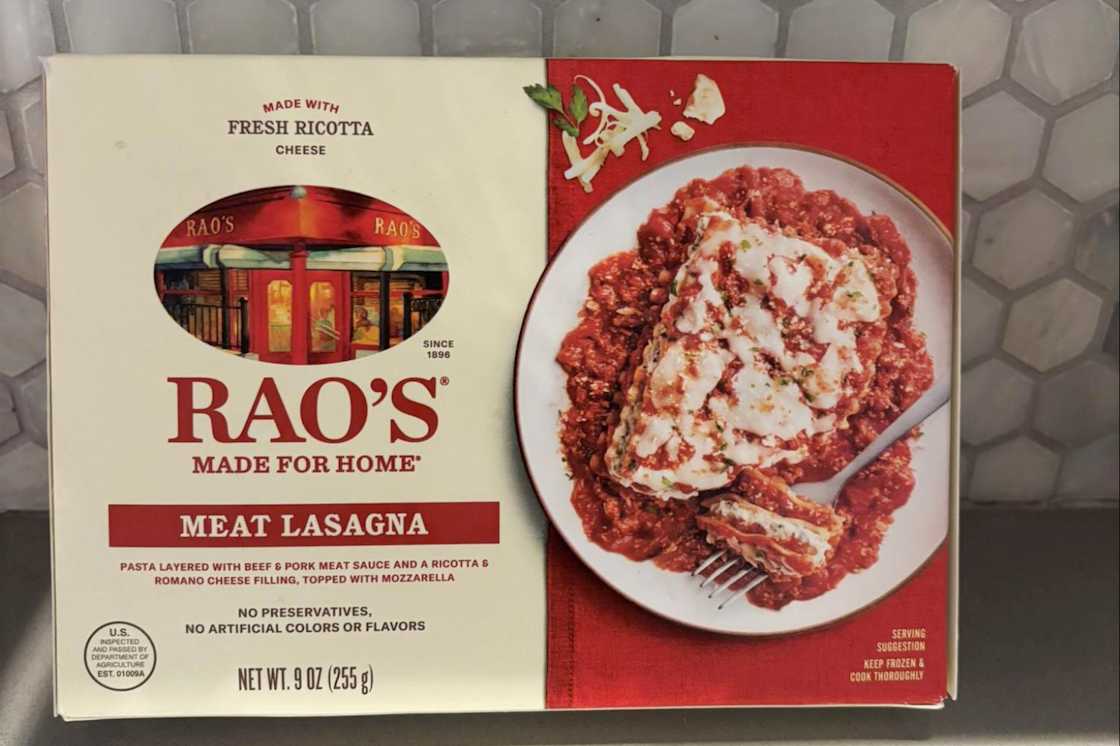 MADE WITH
FRESH RICOTTA
CHEESE
RAO'S
RAO'S
SINCE
1896
RAO'S®
MADE FOR HOME®
MEAT LASAGNA
PASTA LAYERED WITH BEEF & PORK MEAT SAUCE AND A RICOTTA &
ROMANO CHEESE FILLING, TOPPED WITH MOZZARELLA
NO PRESERVATIVES,
NO ARTIFICIAL COLORS OR FLAVORS
U.S.
INSPECTED
AND PASSED BY
DEPARTMENT OF
AGRICULTURE
EST. 01009A
NET WT. 9 OZ (255 g)
SERVING
SUGGESTION
KEEP FROZEN &
COOK THOROUGHLY